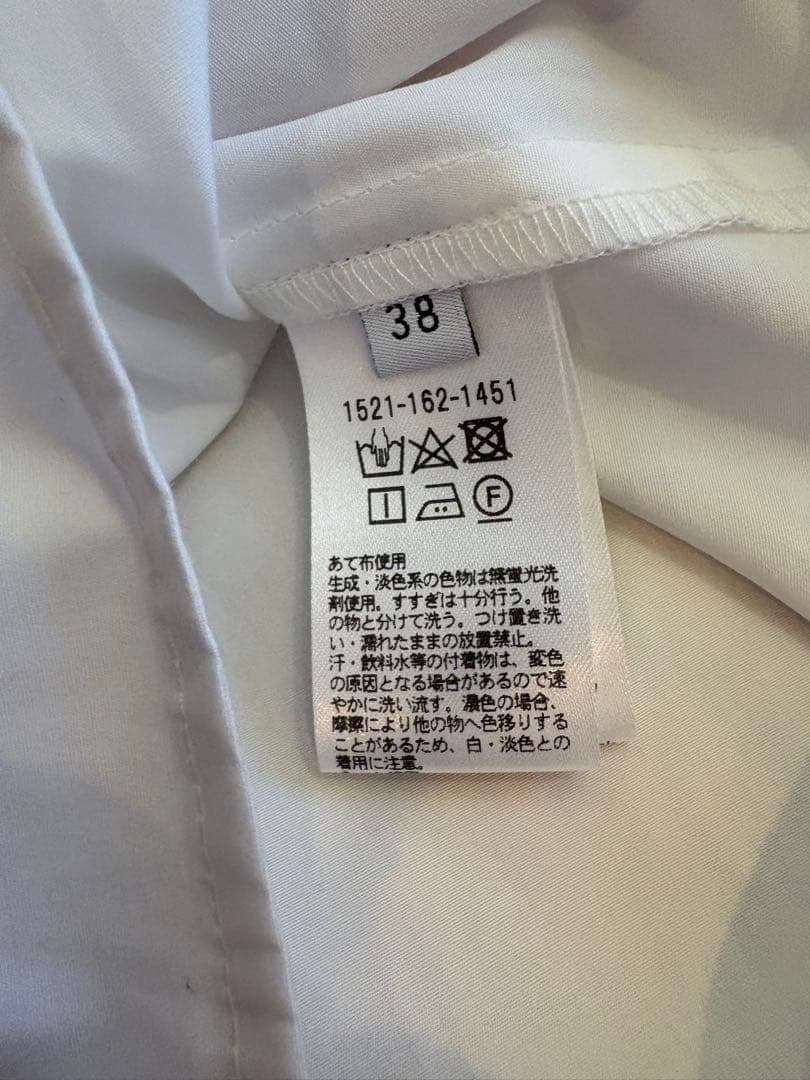 38
1521-162-1451
F
あて布使用
生成・淡色系の色物は無蛍光洗
剤使用。すすぎは十分行う。他
の物と分けて洗う。つけ置き洗
い・濡れたままの放置禁止。
汗・飲料水等の付着物は、変色
の原因となる場合があるので速
やかに洗い流す。濃色の場合、
摩擦により他の物へ色移りする
ことがあるため、白・淡色との
着用に注意。